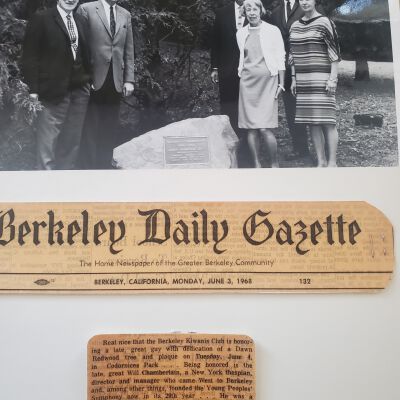 Berkeley Daily Gazette
The Home Newspaper of the Greater Berkeley Community
BERKELEY, CALIFORNIA, MONDAY, JUNE 3, 1968 132
Real nice that the Berkeley Kiwanis Club is honor-
ing a late, great guy with dedication of a Dawn
Redwood tree and plaque on Tuesday, June 4,
in Codornices Park . . . . Being honored is the
late, great Will Chamberlain, a New York thespian,
director and manager who came West to Berkeley
and, among other things, founded the Young Peoples'
Symphony now in its 29th year . . . . He was a